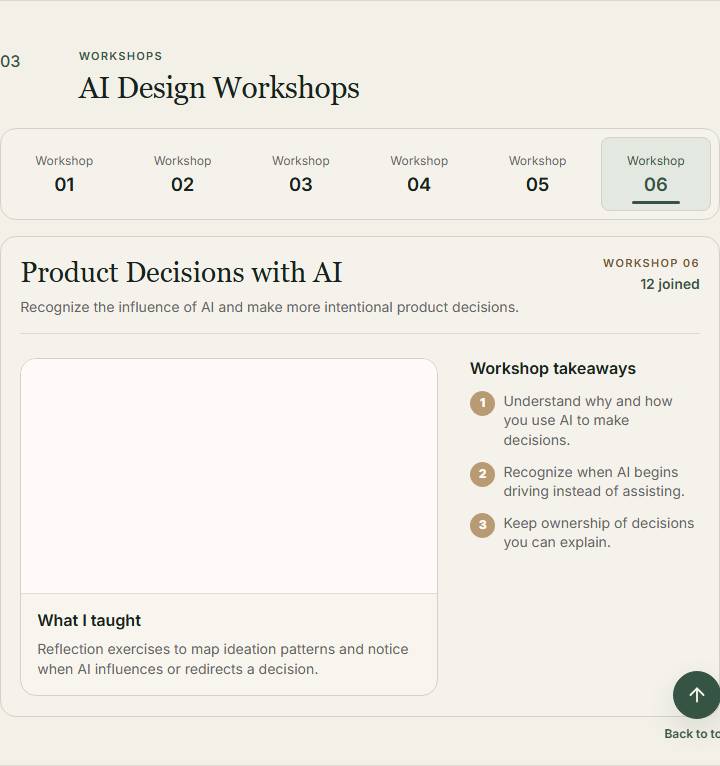 03
WORKSHOPS
AI Design Workshops
Workshop
01
Workshop
02
Workshop
03
Workshop
04
Workshop
05
Workshop
06
Product Decisions with AI
WORKSHOP 06
12 joined
Recognize the influence of AI and make more intentional product decisions.
Workshop takeaways
1 Understand why and how
you use AI to make
decisions.
2 Recognize when AI begins
driving instead of assisting.
3 Keep ownership of decisions
you can explain.
What I taught
Reflection exercises to map ideation patterns and notice
when AI influences or redirects a decision.
Back to to